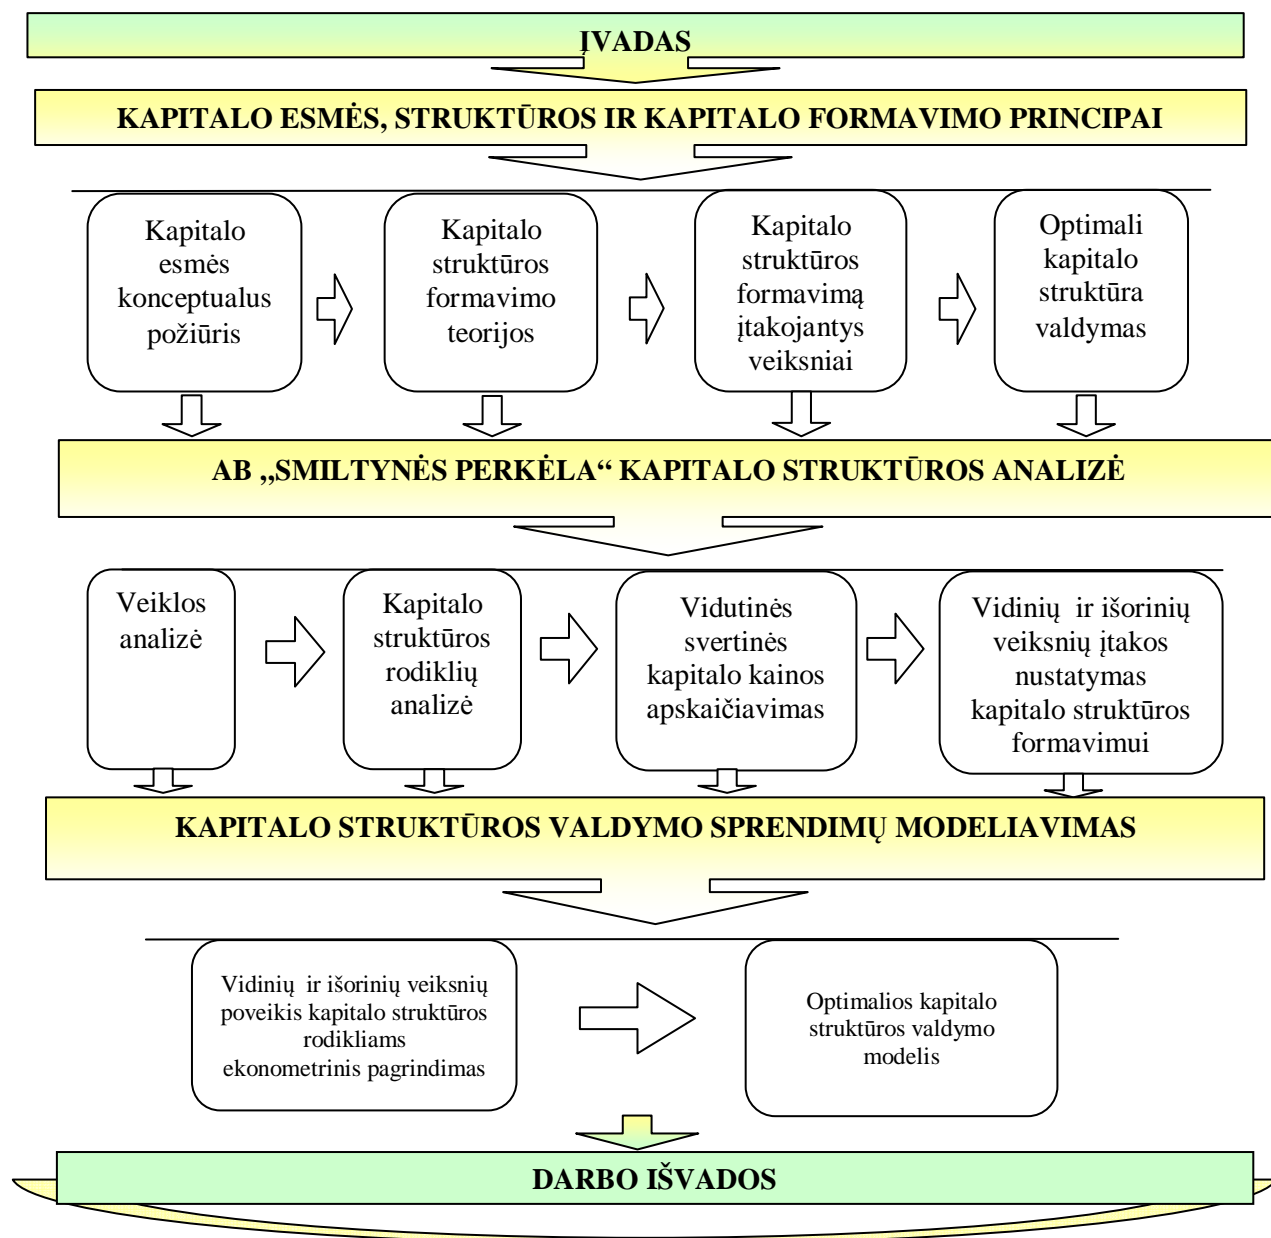 ĮVADAS
KAPITALO ESMĖS, STRUKTŪROS IR KAPITALO FORMAVIMO PRINCIPAI
Kapitalo
esmės
konceptualus
požiūris
Kapitalo
struktūros
formavimo
teorijos
Kapitalo
struktūros
formavimą
įtakojantys
veiksniai
Optimali
kapitalo
struktūra
valdymas
AB „SMILTYNĖS PERKĖLA“ KAPITALO STRUKTŪROS ANALIZĖ
Veiklos
analizė
Kapitalo
struktūros
rodiklių
analizė
Vidutinės
svertinės
kapitalo kainos
apskaičiavimas
Vidinių ir išorinių
veiksnių įtakos
nustatymas
kapitalo struktūros
formavimui
KAPITALO STRUKTŪROS VALDYMO SPRENDIMŲ MODELIAVIMAS
Vidinių ir išorinių veiksnių
poveikis kapitalo struktūros
rodikliams
ekonometrinis pagrindimas
Optimalios kapitalo
struktūros valdymo
modelis
DARBO IŠVADOS